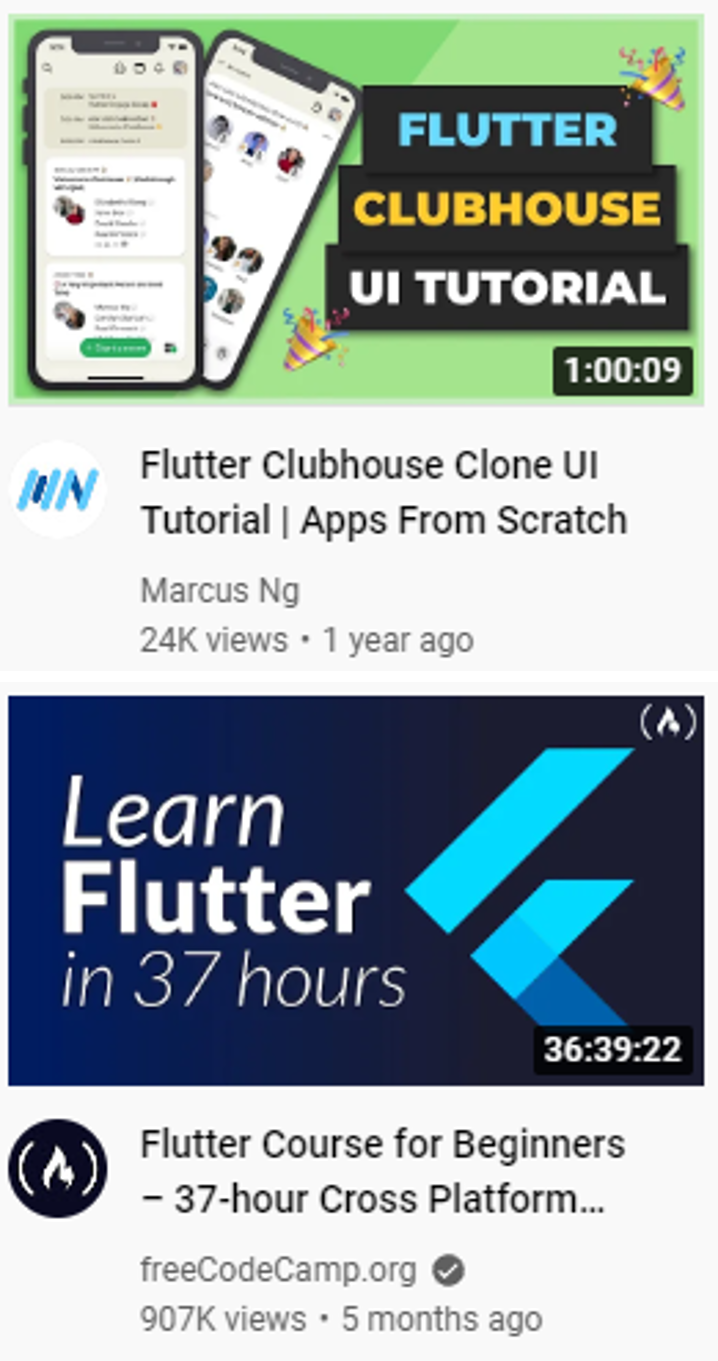 FLUTTER
CLUBHOUSE
UI TUTORIAL
1:00:09
Flutter Clubhouse Clone UI
Tutorial | Apps From Scratch
Marcus Ng
24K views • 1 year ago
Learn
Flutter
in 37 hours
36:39:22
Flutter Course for Beginners
– 37-hour Cross Platform...
freeCodeCamp.org
907K views • 5 months ago